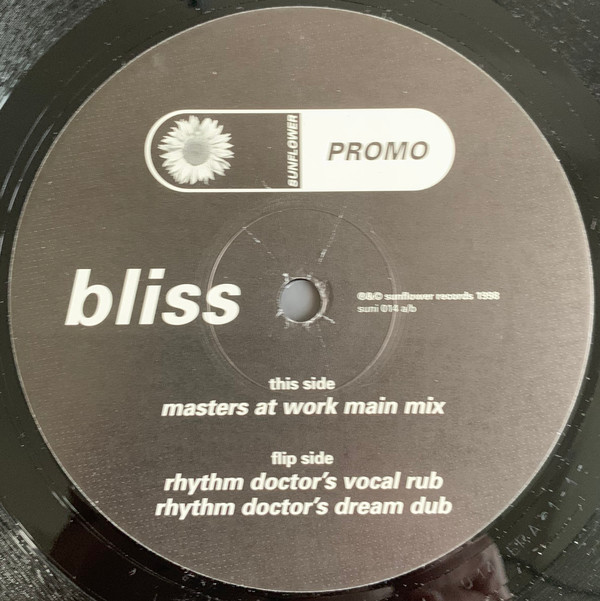 SUNFLOWER
PROMO
bliss
℗&© sunflower records 1998
suni 014 a/b
this side
masters at work main mix
flip side
rhythm doctor's vocal rub
rhythm doctor's dream dub